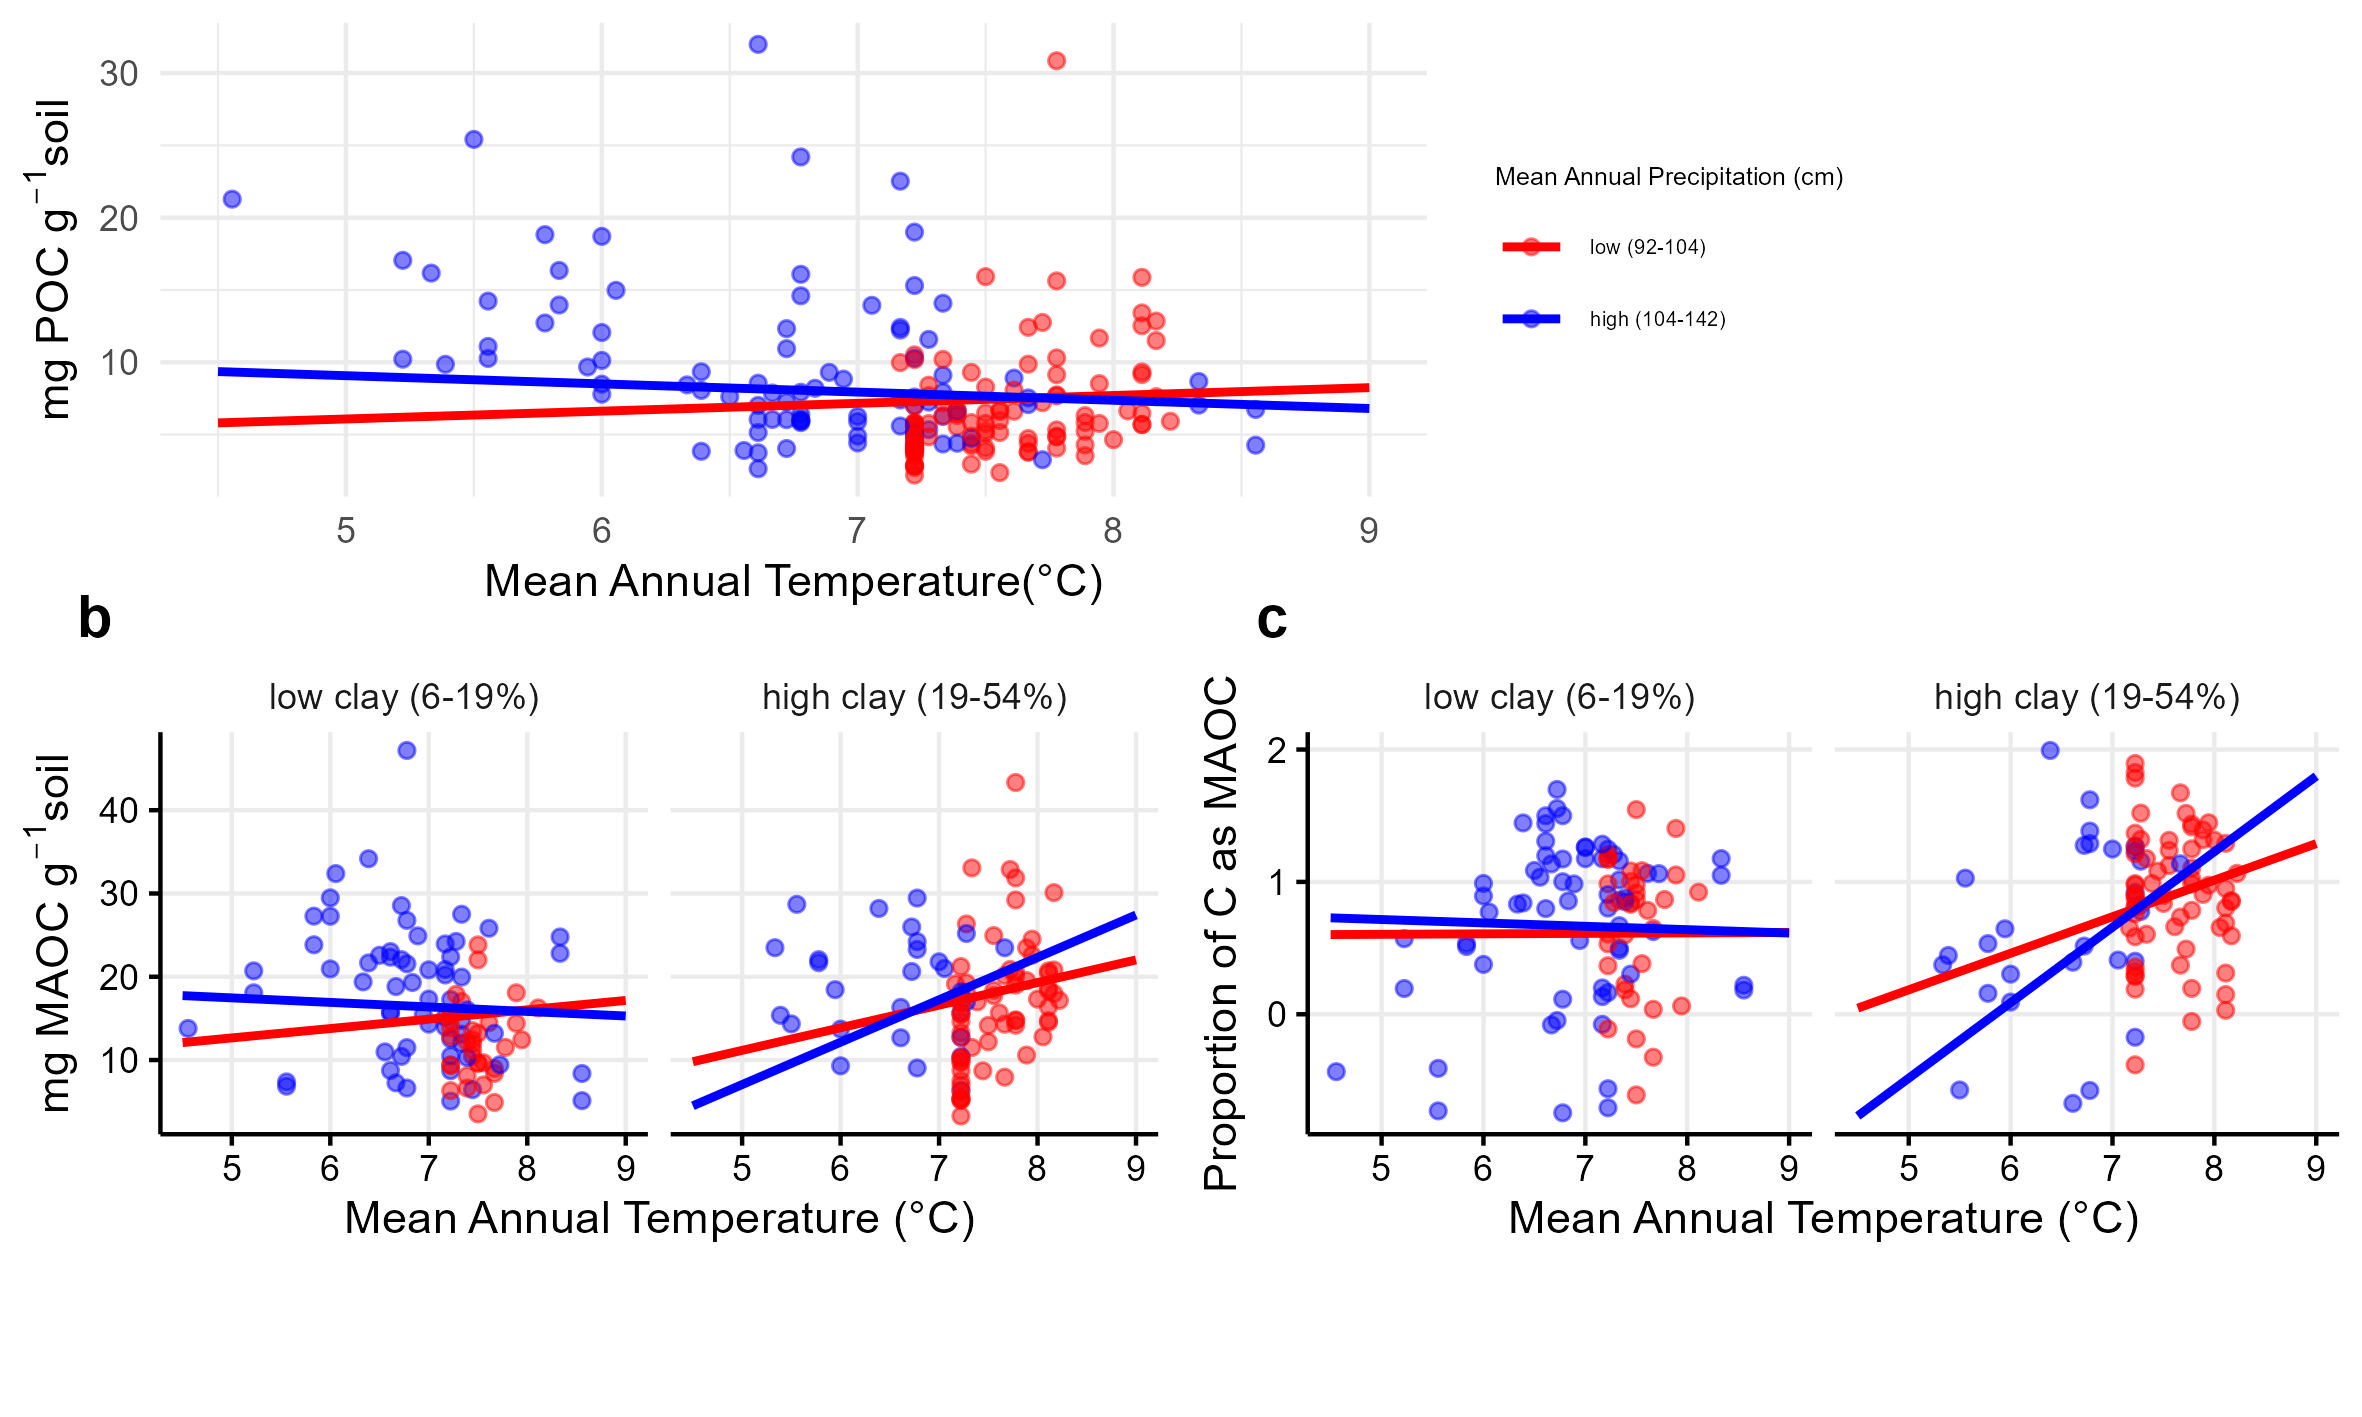 30
20
10
mg POC g⁻¹soil
5 6 7 8 9
Mean Annual Temperature(°C)
Mean Annual Precipitation (cm)
low (92-104)
high (104-142)
b
low clay (6-19%) high clay (19-54%)
40
30
20
10
mg MAOC g⁻¹soil
5 6 7 8 9 5 6 7 8 9
Mean Annual Temperature (°C)
c
low clay (6-19%) high clay (19-54%)
2
1
0
Proportion of C as MAOC
5 6 7 8 9 5 6 7 8 9
Mean Annual Temperature (°C)